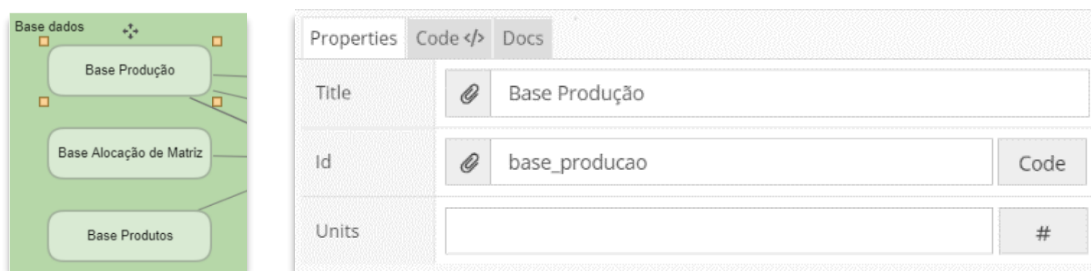 Base dados
Base Produção
Base Alocação de Matriz
Base Produtos
Properties Code </> Docs
Title Base Produção
Id base_producao Code
Units #